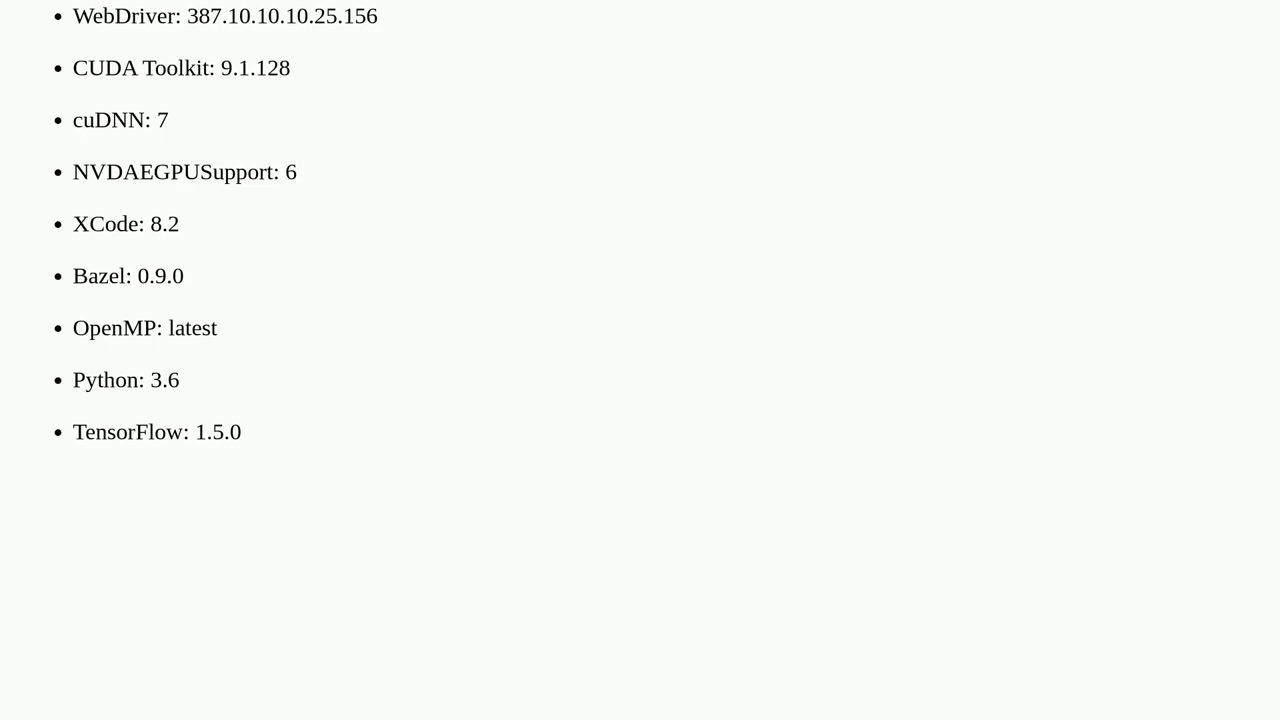 • WebDriver: 387.10.10.10.25.156
• CUDA Toolkit: 9.1.128
• cuDNN: 7
• NVDAEGPUSupport: 6
• XCode: 8.2
• Bazel: 0.9.0
• OpenMP: latest
• Python: 3.6
• TensorFlow: 1.5.0